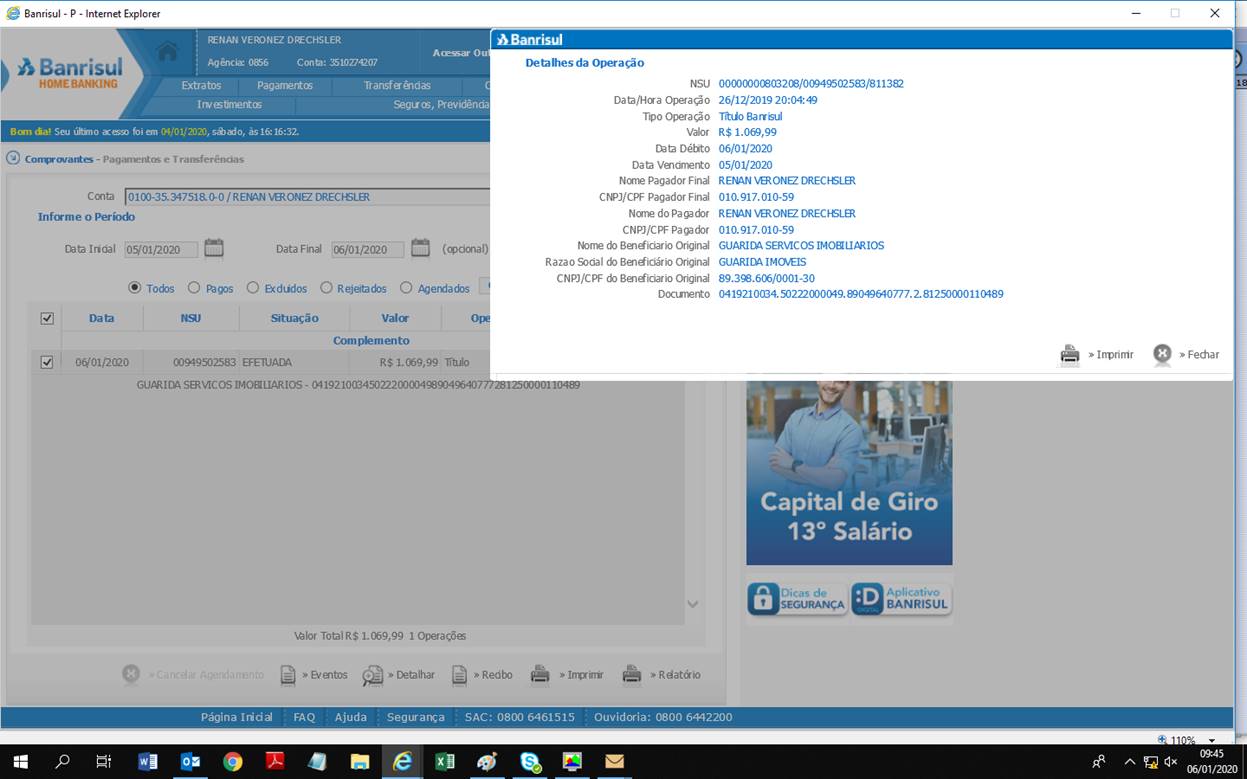 Banrisul - P - Internet Explorer
Banrisul
HOME BANKING
RENAN VERONEZ DRECHSLER
Agência: 0856 Conta: 3510274207
Acessar Out
Extratos Pagamentos Transferências C
Investimentos Seguros, Previdência
Bom dia! Seu último acesso foi em 04/01/2020, sábado, às 16:16:32.
Comprovantes - Pagamentos e Transferências
Conta 0100-35.347518.0-0 / RENAN VERONEZ DRECHSLER
Informe o Período
Data Inicial 05/01/2020 Data Final 06/01/2020 (opcional)
Todos Pagos Excluidos Rejeitados Agendados
Data NSU Situação Valor Ope
Complemento
06/01/2020 00949502583 EFETUADA R$ 1.069,99 Título
GUARIDA SERVICOS IMOBILIARIOS - 04192100345022200004989049640777281250000110489
Valor Total R$ 1.069,99 1 Operações
» Cancelar Agendamento » Eventos » Detalhar » Recibo » Imprimir » Relatório
Banrisul
Detalhes da Operação
NSU 00000000803208/00949502583/811382
Data/Hora Operação 26/12/2019 20:04:49
Tipo Operação Título Banrisul
Valor R$ 1.069,99
Data Débito 06/01/2020
Data Vencimento 05/01/2020
Nome Pagador Final RENAN VERONEZ DRECHSLER
CNPJ/CPF Pagador Final 010.917.010-59
Nome do Pagador RENAN VERONEZ DRECHSLER
CNPJ/CPF Pagador 010.917.010-59
Nome do Beneficiario Original GUARIDA SERVICOS IMOBILIARIOS
Razao Social do Beneficiário Original GUARIDA IMOVEIS
CNPJ/CPF do Beneficiario Original 89.398.606/0001-30
Documento 0419210034.50222000049.89049640777.2.81250000110489
» Imprimir » Fechar
Capital de Giro
13º Salário
Dicas de
SEGURANÇA
:D
DIGITAL
Aplicativo
BANRISUL
Página Inicial FAQ Ajuda Segurança SAC: 0800 6461515 Ouvidoria: 0800 6442200
110%
09:45
06/01/2020